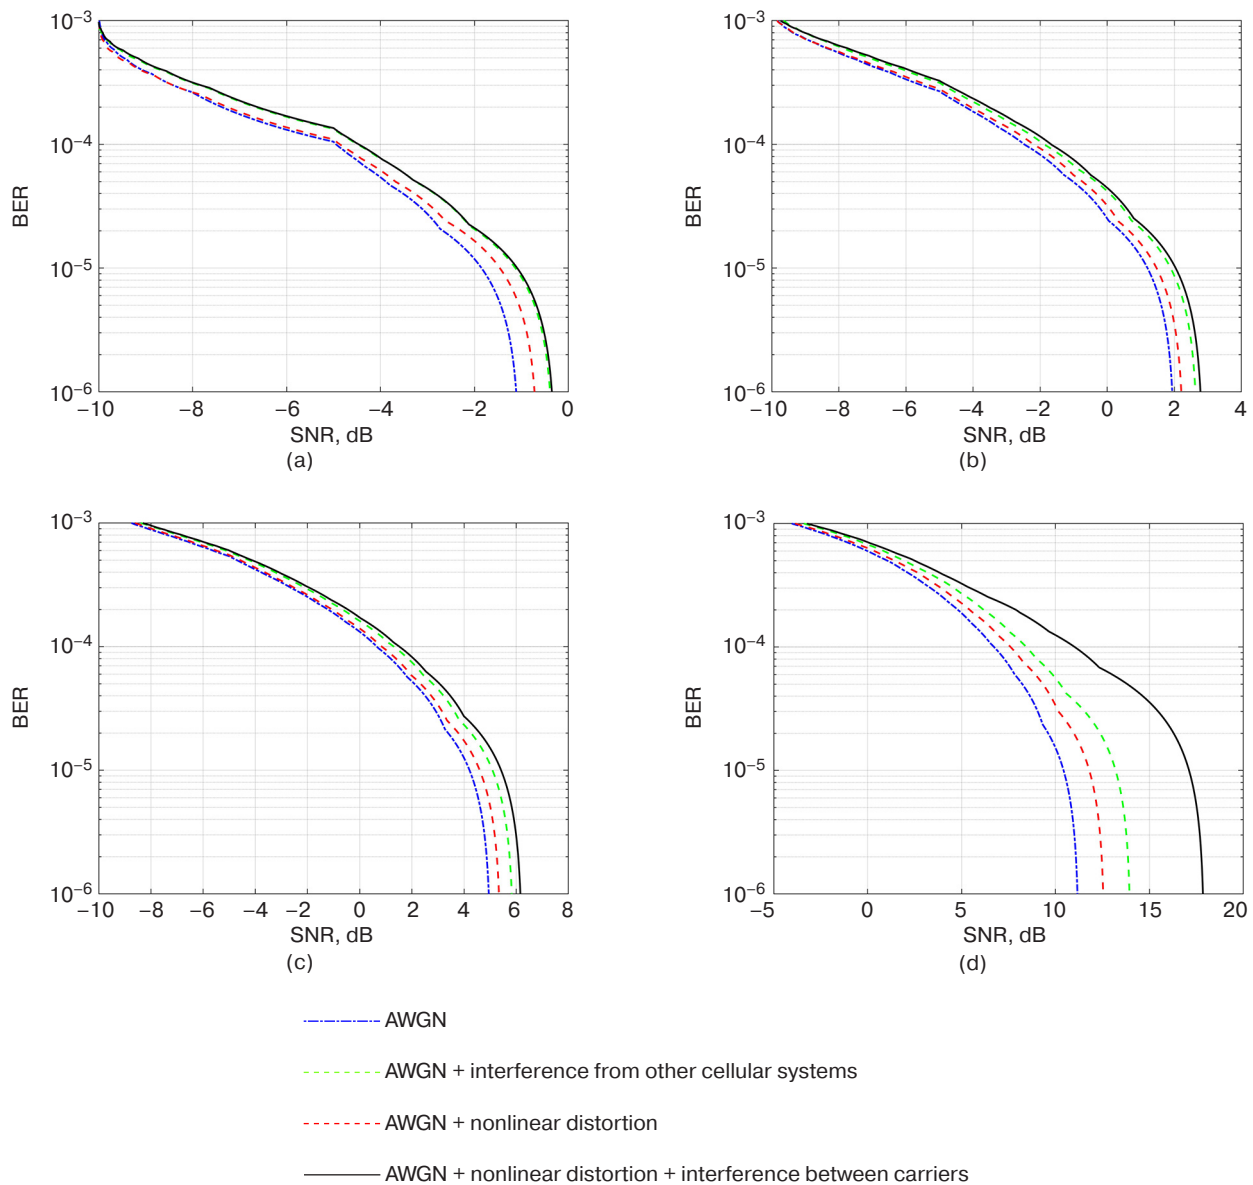 10⁻³
10⁻⁴
10⁻⁵
10⁻⁶
BER
−10 −8 −6 −4 −2 0
SNR, dB
(a)
10⁻³
10⁻⁴
10⁻⁵
10⁻⁶
BER
−10 −8 −6 −4 −2 0 2 4
SNR, dB
(b)
10⁻³
10⁻⁴
10⁻⁵
10⁻⁶
BER
−10 −8 −6 −4 −2 0 2 4 6 8
SNR, dB
(c)
10⁻³
10⁻⁴
10⁻⁵
10⁻⁶
BER
−5 0 5 10 15 20
SNR, dB
(d)
AWGN
AWGN + interference from other cellular systems
AWGN + nonlinear distortion
AWGN + nonlinear distortion + interference between carriers